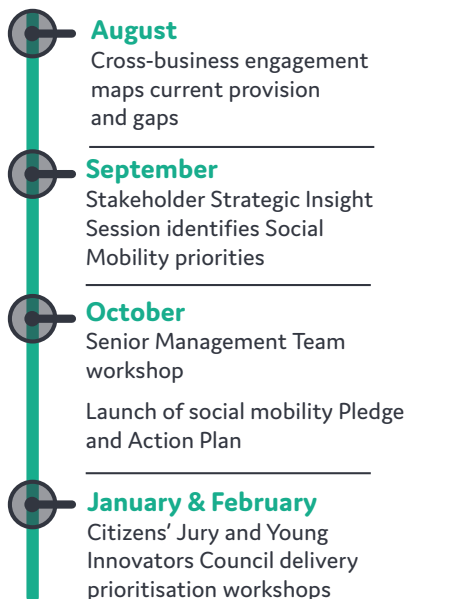 August
Cross-business engagement
maps current provision
and gaps
September
Stakeholder Strategic Insight
Session identifies Social
Mobility priorities
October
Senior Management Team
workshop
Launch of social mobility Pledge
and Action Plan
January & February
Citizens’ Jury and Young
Innovators Council delivery
prioritisation workshops